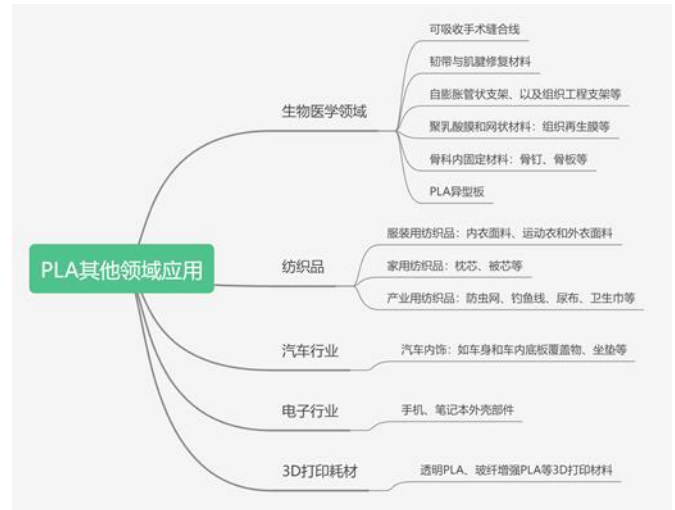 PLA其他领域应用
生物医学领域
可吸收手术缝合线
韧带与肌腱修复材料
自膨胀管状支架、以及组织工程支架等
聚乳酸膜和网状材料：组织再生膜等
骨科内固定材料：骨钉、骨板等
PLA异型板
纺织品
服装用纺织品：内衣面料、运动衣和外衣面料
家用纺织品：枕芯、被芯等
产业用纺织品：防虫网、钓鱼线、尿布、卫生巾等
汽车行业
汽车内饰：如车身和车内底板覆盖物、坐垫等
电子行业
手机、笔记本外壳部件
3D打印耗材
透明PLA、玻纤增强PLA等3D打印材料